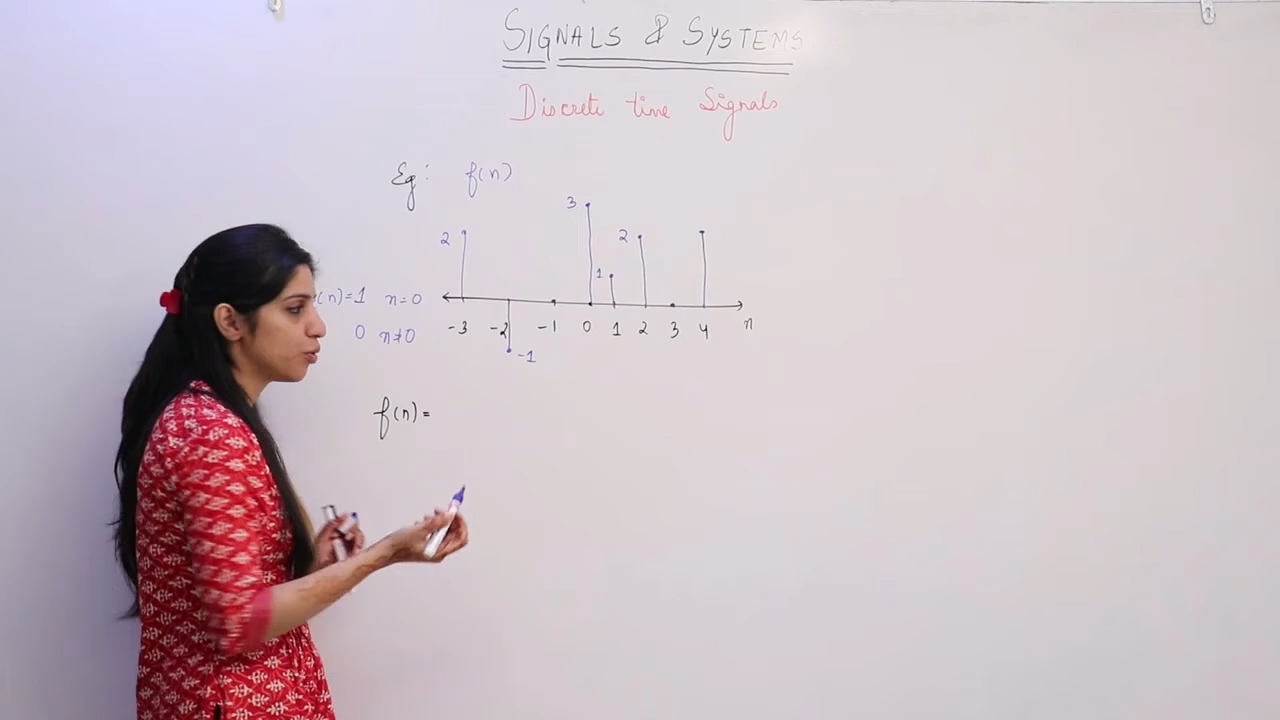 SIGNALS & SYSTEMS
Discrete time Signals
Eg: f(n)
3
2 2
1
(n)=1 n=0
-3 -2 -1 0 1 2 3 4 n
0 n≠0
-1
f(n)=